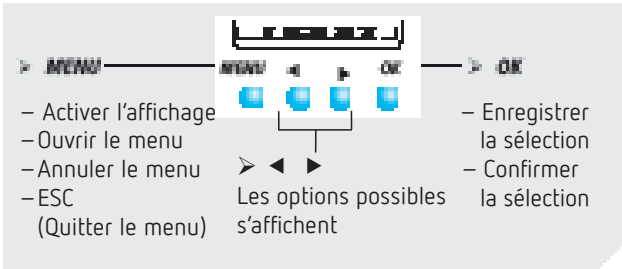 ➢ MENU
MENU ◀ ▶ OK
➢ OK
– Activer l'affichage
– Ouvrir le menu
– Annuler le menu
– ESC
(Quitter le menu)
➢ ◀ ▶
Les options possibles
s'affichent
– Enregistrer
la sélection
– Confirmer
la sélection